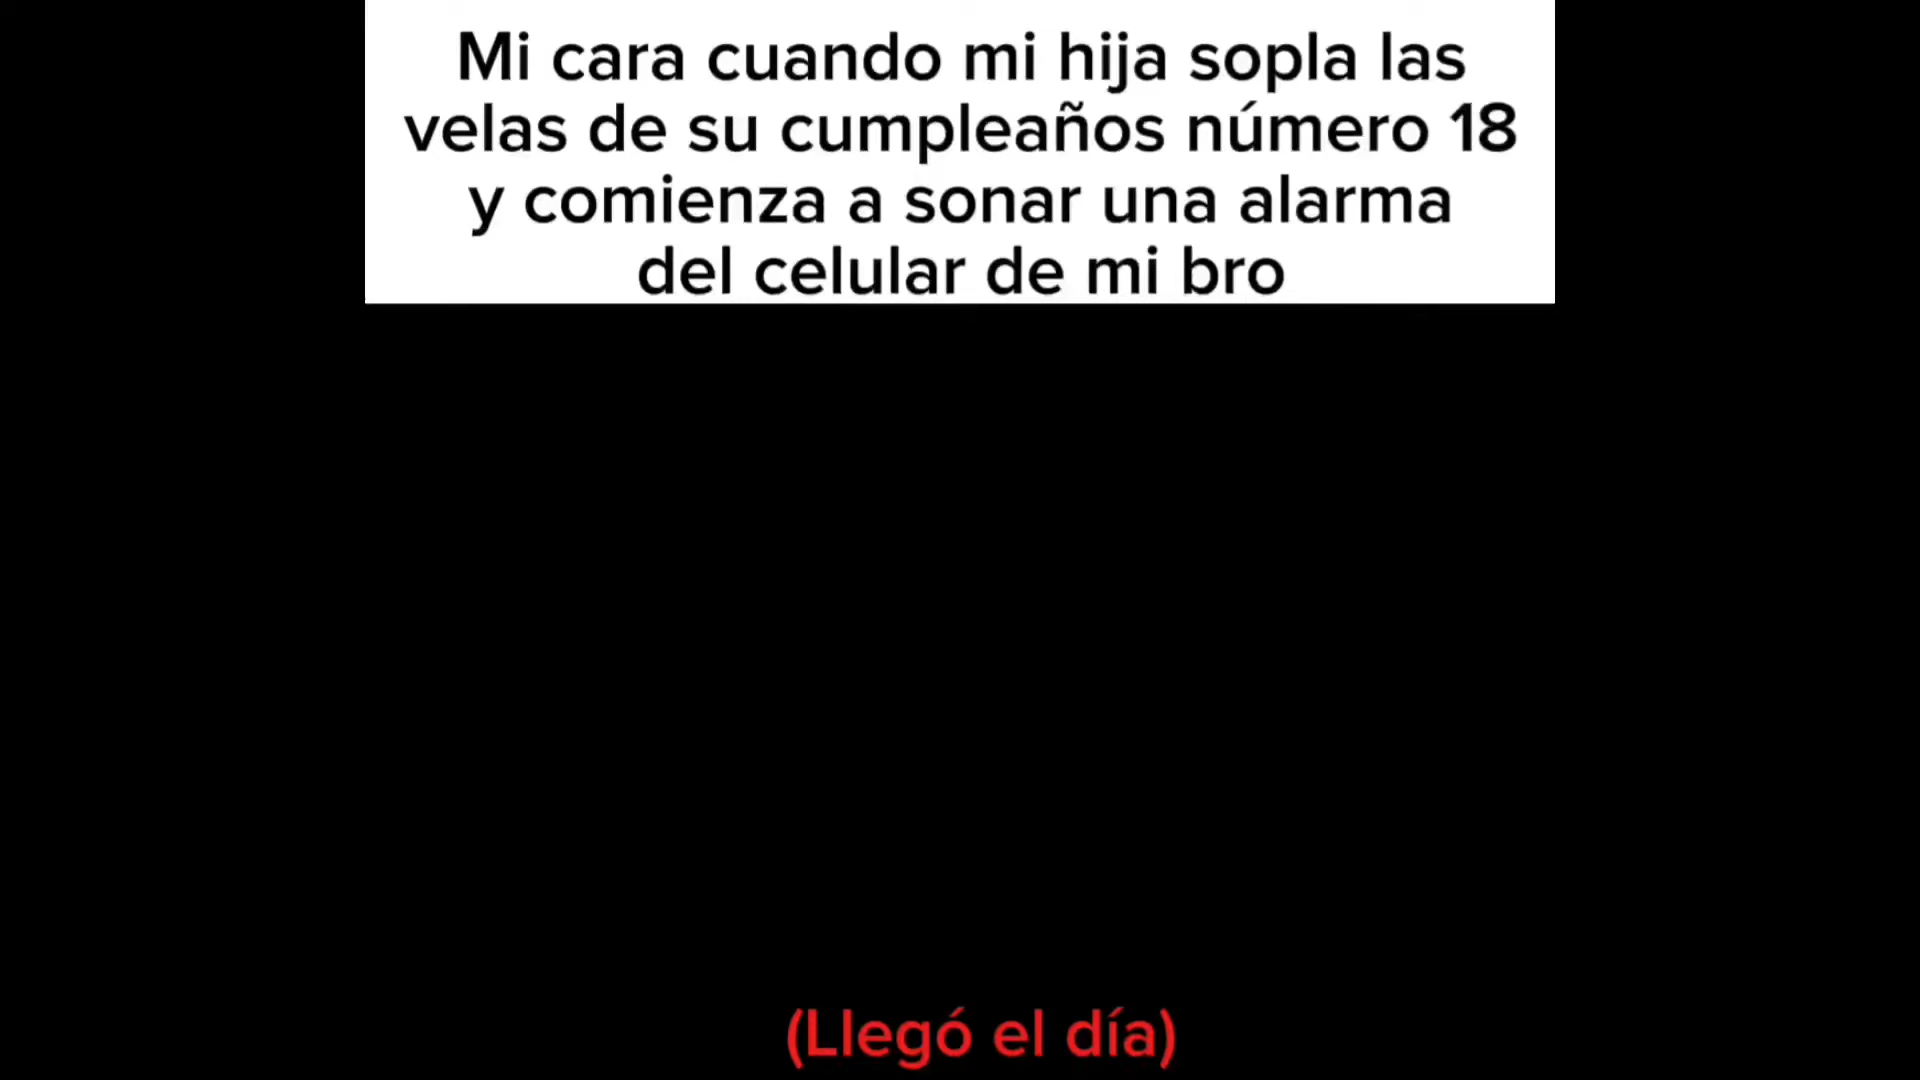 Mi cara cuando mi hija sopla las
velas de su cumpleaños número 18
y comienza a sonar una alarma
del celular de mi bro
(Llegó el día)